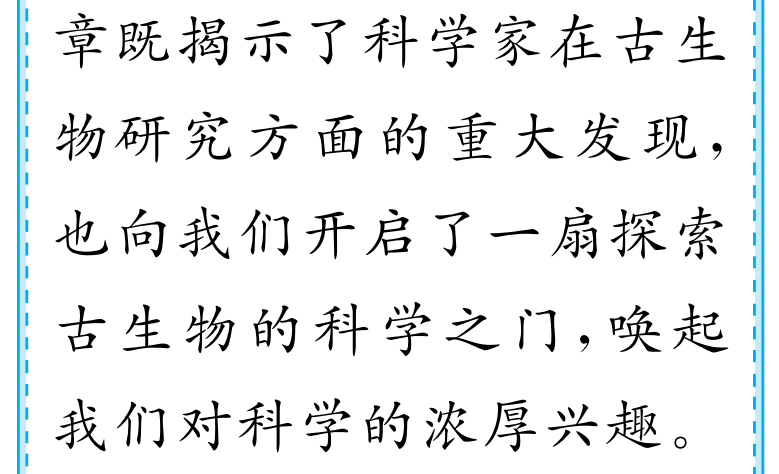 章既揭示了科学家在古生
物研究方面的重大发现，
也向我们开启了一扇探索
古生物的科学之门，唤起
我们对科学的浓厚兴趣。